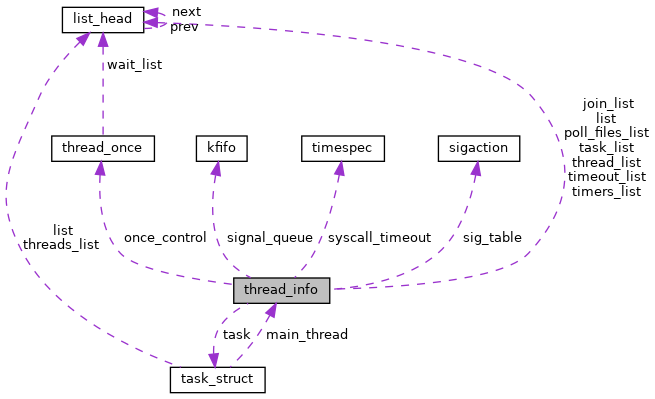 list_head
next
prev
wait_list
join_list
list
poll_files_list
task_list
thread_list
timeout_list
timers_list
thread_once
kfifo
timespec
sigaction
list
threads_list
once_control
signal_queue
syscall_timeout
sig_table
thread_info
task
main_thread
task_struct